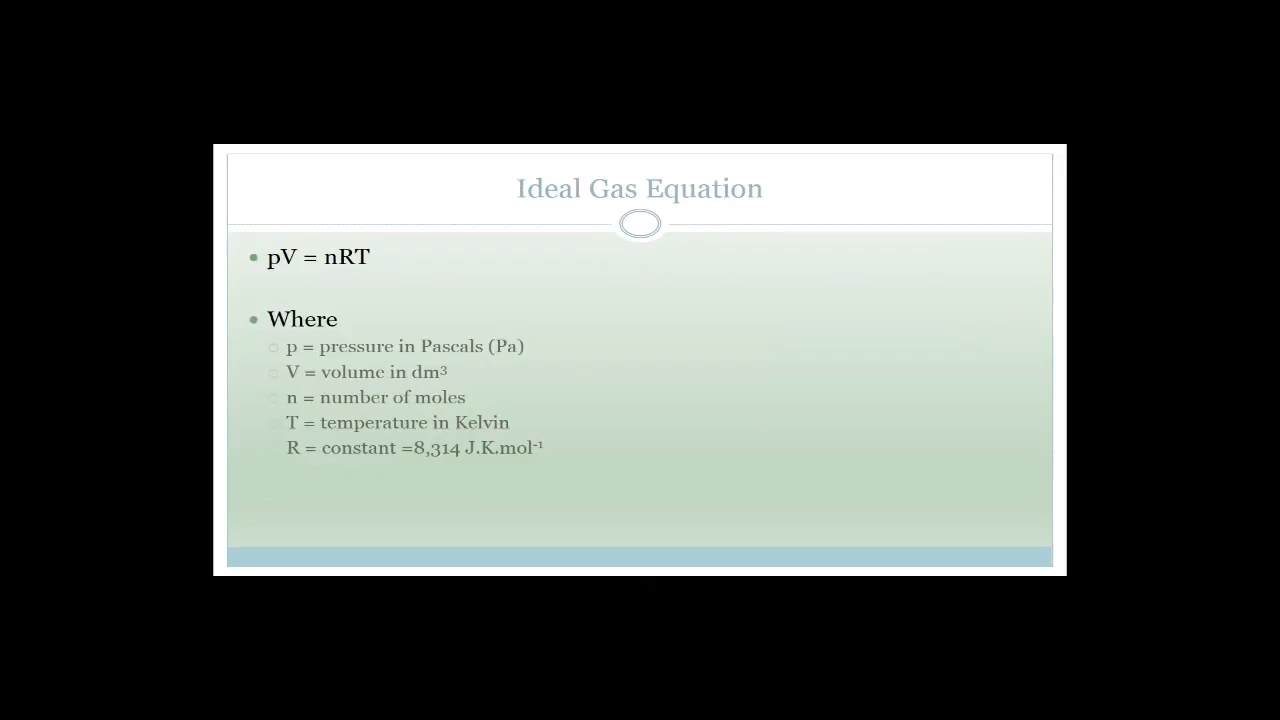 Ideal Gas Equation
pV = nRT
Where
p = pressure in Pascals (Pa)
V = volume in dm³
n = number of moles
T = temperature in Kelvin
R = constant =8,314 J.K.mol⁻¹